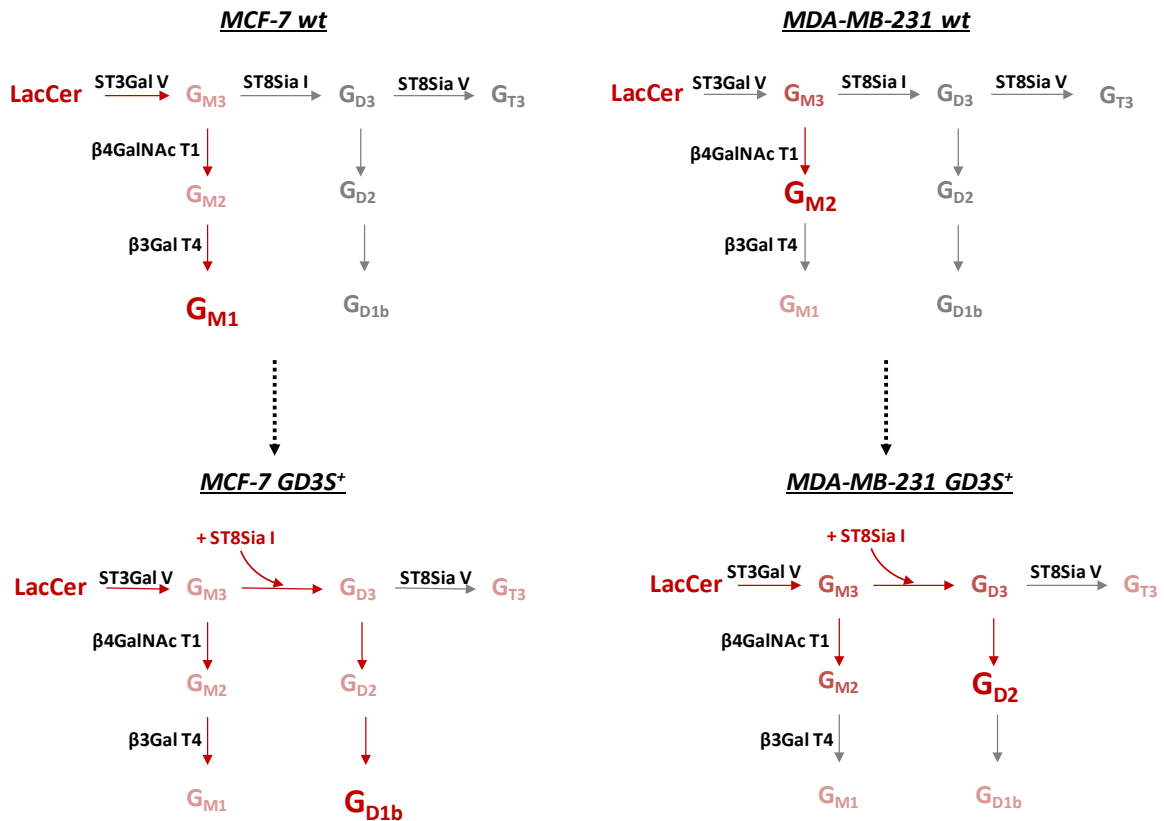 MCF-7 wt
ST3Gal V ST8Sia I ST8Sia V
LacCer GM3 GD3 GT3
β4GalNAc T1
GM2 GD2
β3Gal T4
GM1 GD1b
MDA-MB-231 wt
ST3Gal V ST8Sia I ST8Sia V
LacCer GM3 GD3 GT3
β4GalNAc T1
GM2 GD2
β3Gal T4
GM1 GD1b
MCF-7 GD3S+
+ ST8Sia I
ST3Gal V ST8Sia V
LacCer GM3 GD3 GT3
β4GalNAc T1
GM2 GD2
β3Gal T4
GM1 GD1b
MDA-MB-231 GD3S+
+ ST8Sia I
ST3Gal V ST8Sia V
LacCer GM3 GD3 GT3
β4GalNAc T1
GM2 GD2
β3Gal T4
GM1 GD1b